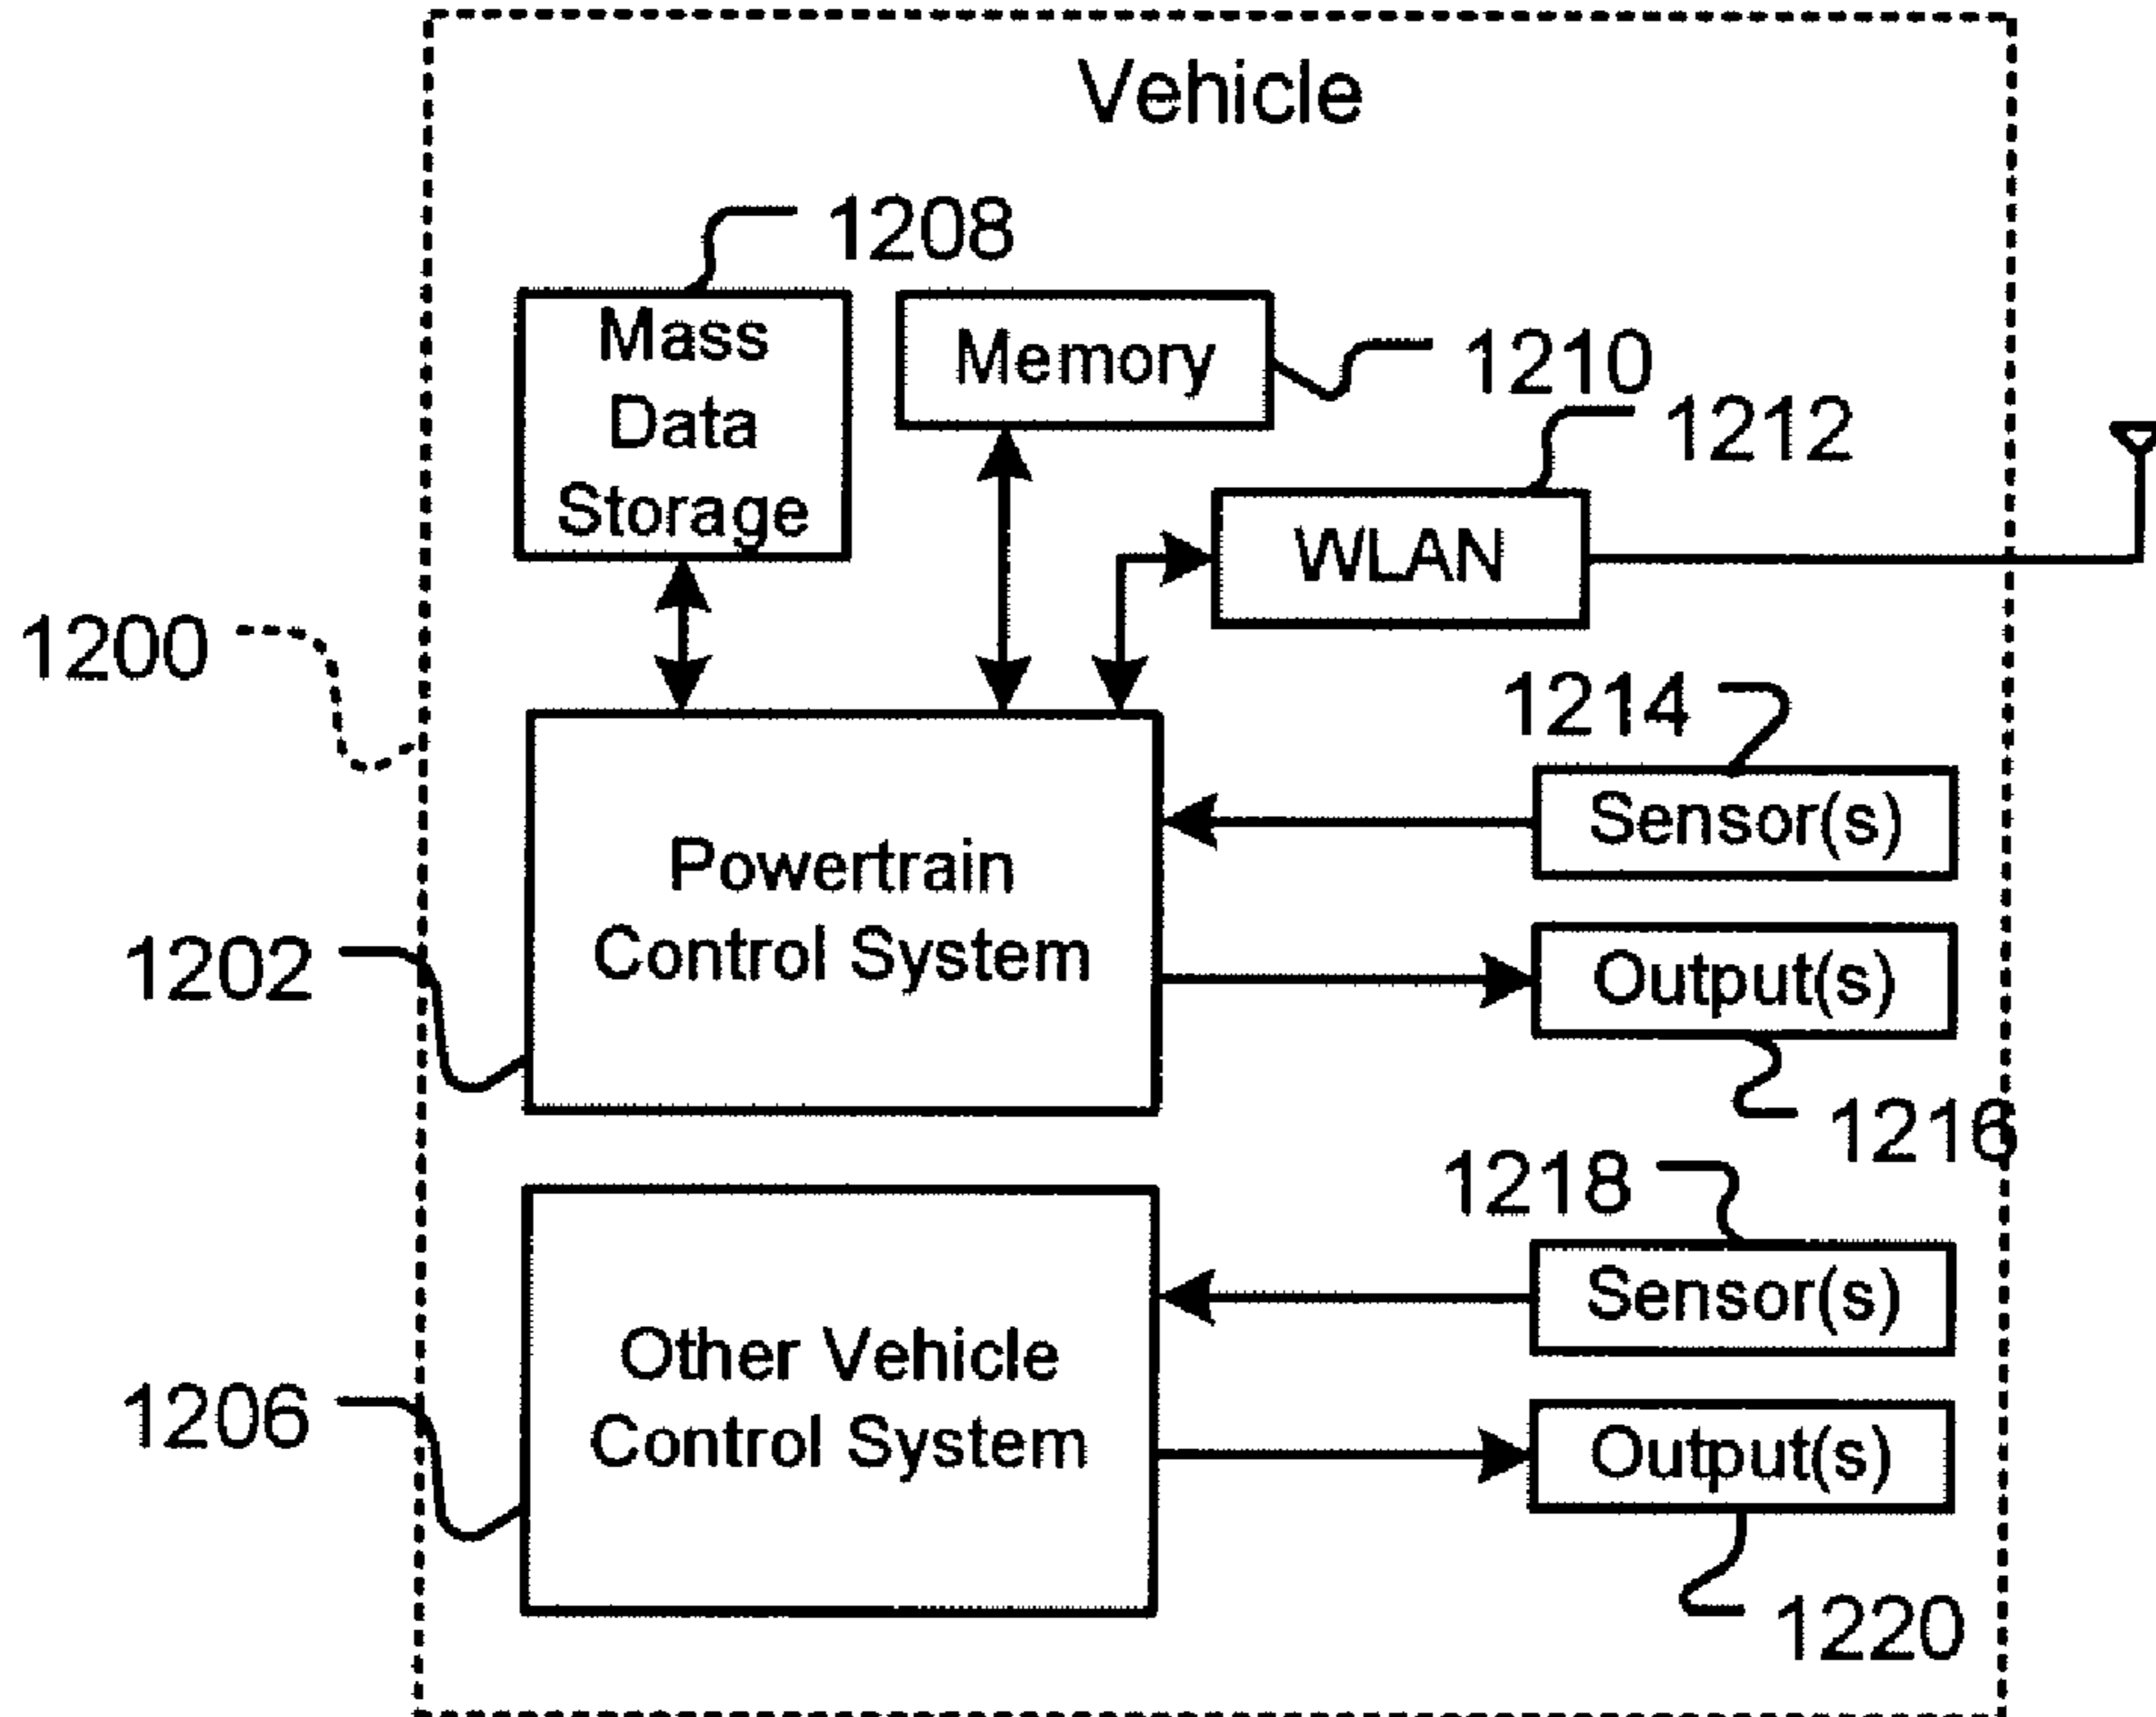 Vehicle
1208
Mass
Data
Storage
Memory
1210
1212
WLAN
1200
1214
Sensor(s)
Powertrain
Control System
1202
Output(s)
1216
1218
Sensor(s)
Other Vehicle
Control System
1206
Output(s)
1220